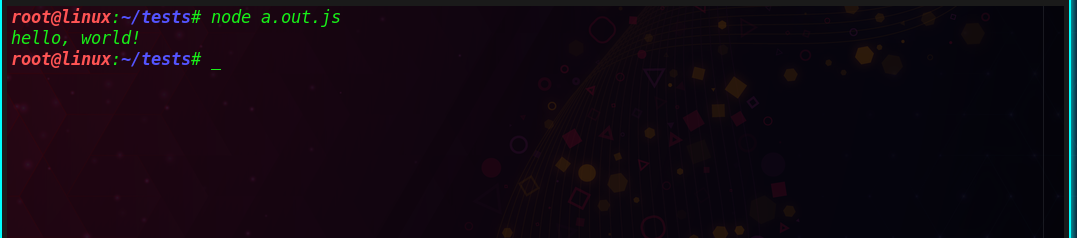 root@linux:~/tests# node a.out.js
hello, world!
root@linux:~/tests# _